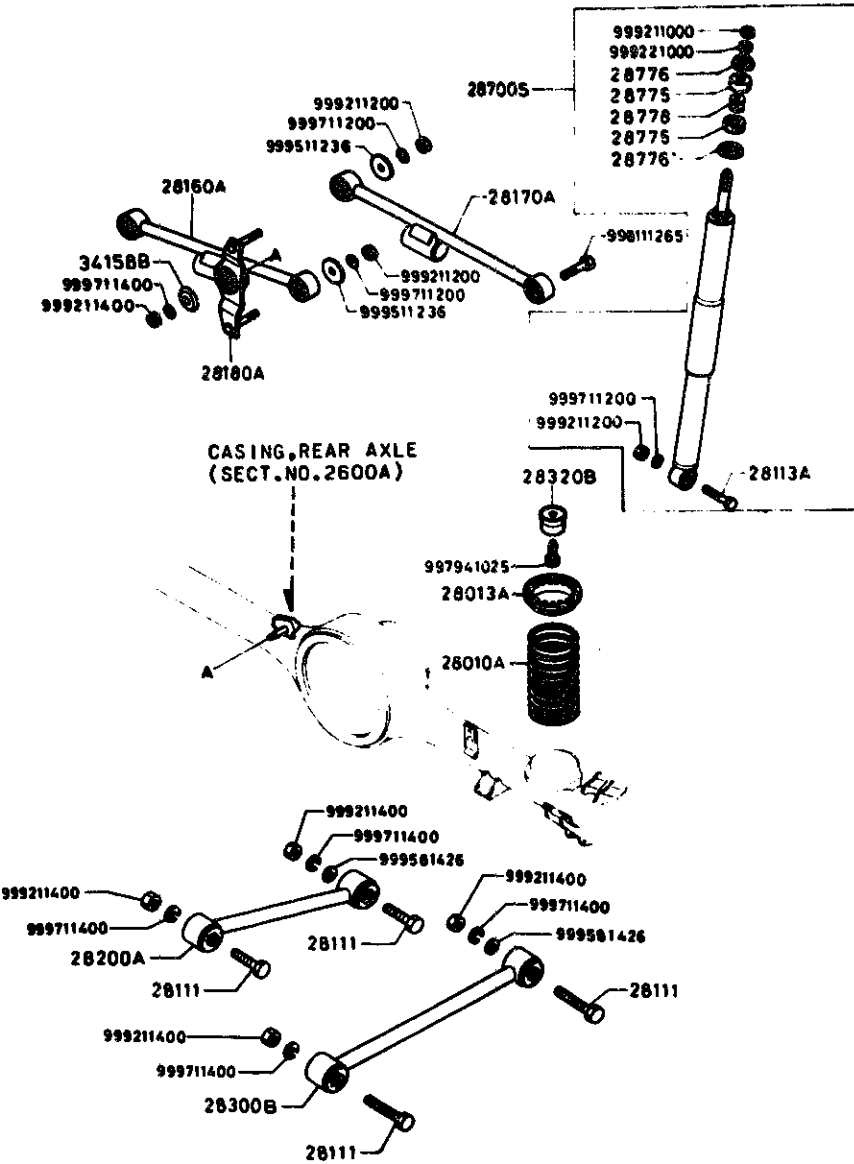 999211000
999221000
28776
28775
28700S
28778
28775
28776
999211200
999711200
999511236
28160A
28170A
998111265
A
34158B
999711400
999211400
999211200
999711200
999511236
28180A
999711200
999211200
28113A
CASING,REAR AXLE
(SECT.NO.2600A)
28320B
997941025
28013A
28010A
A
999211400
999711400
999581426
999211400
999711400
28200A
28111
28111
999211400
999711400
999581426
28111
999211400
999711400
28300B
28111